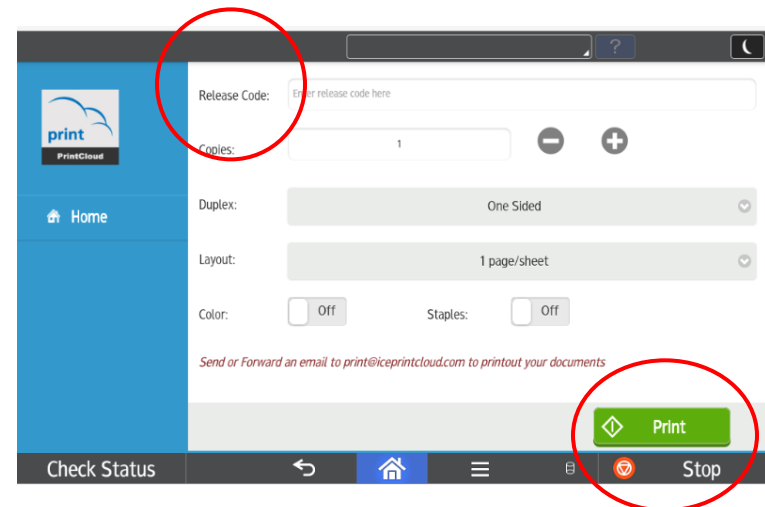 ?
print
PrintCloud
Home
Release Code:
Enter release code here
Copies:
1
Duplex:
One Sided
Layout:
1 page/sheet
Color:
Off
Staples:
Off
Send or Forward an email to print@iceprintcloud.com to printout your documents
Print
Check Status
Stop